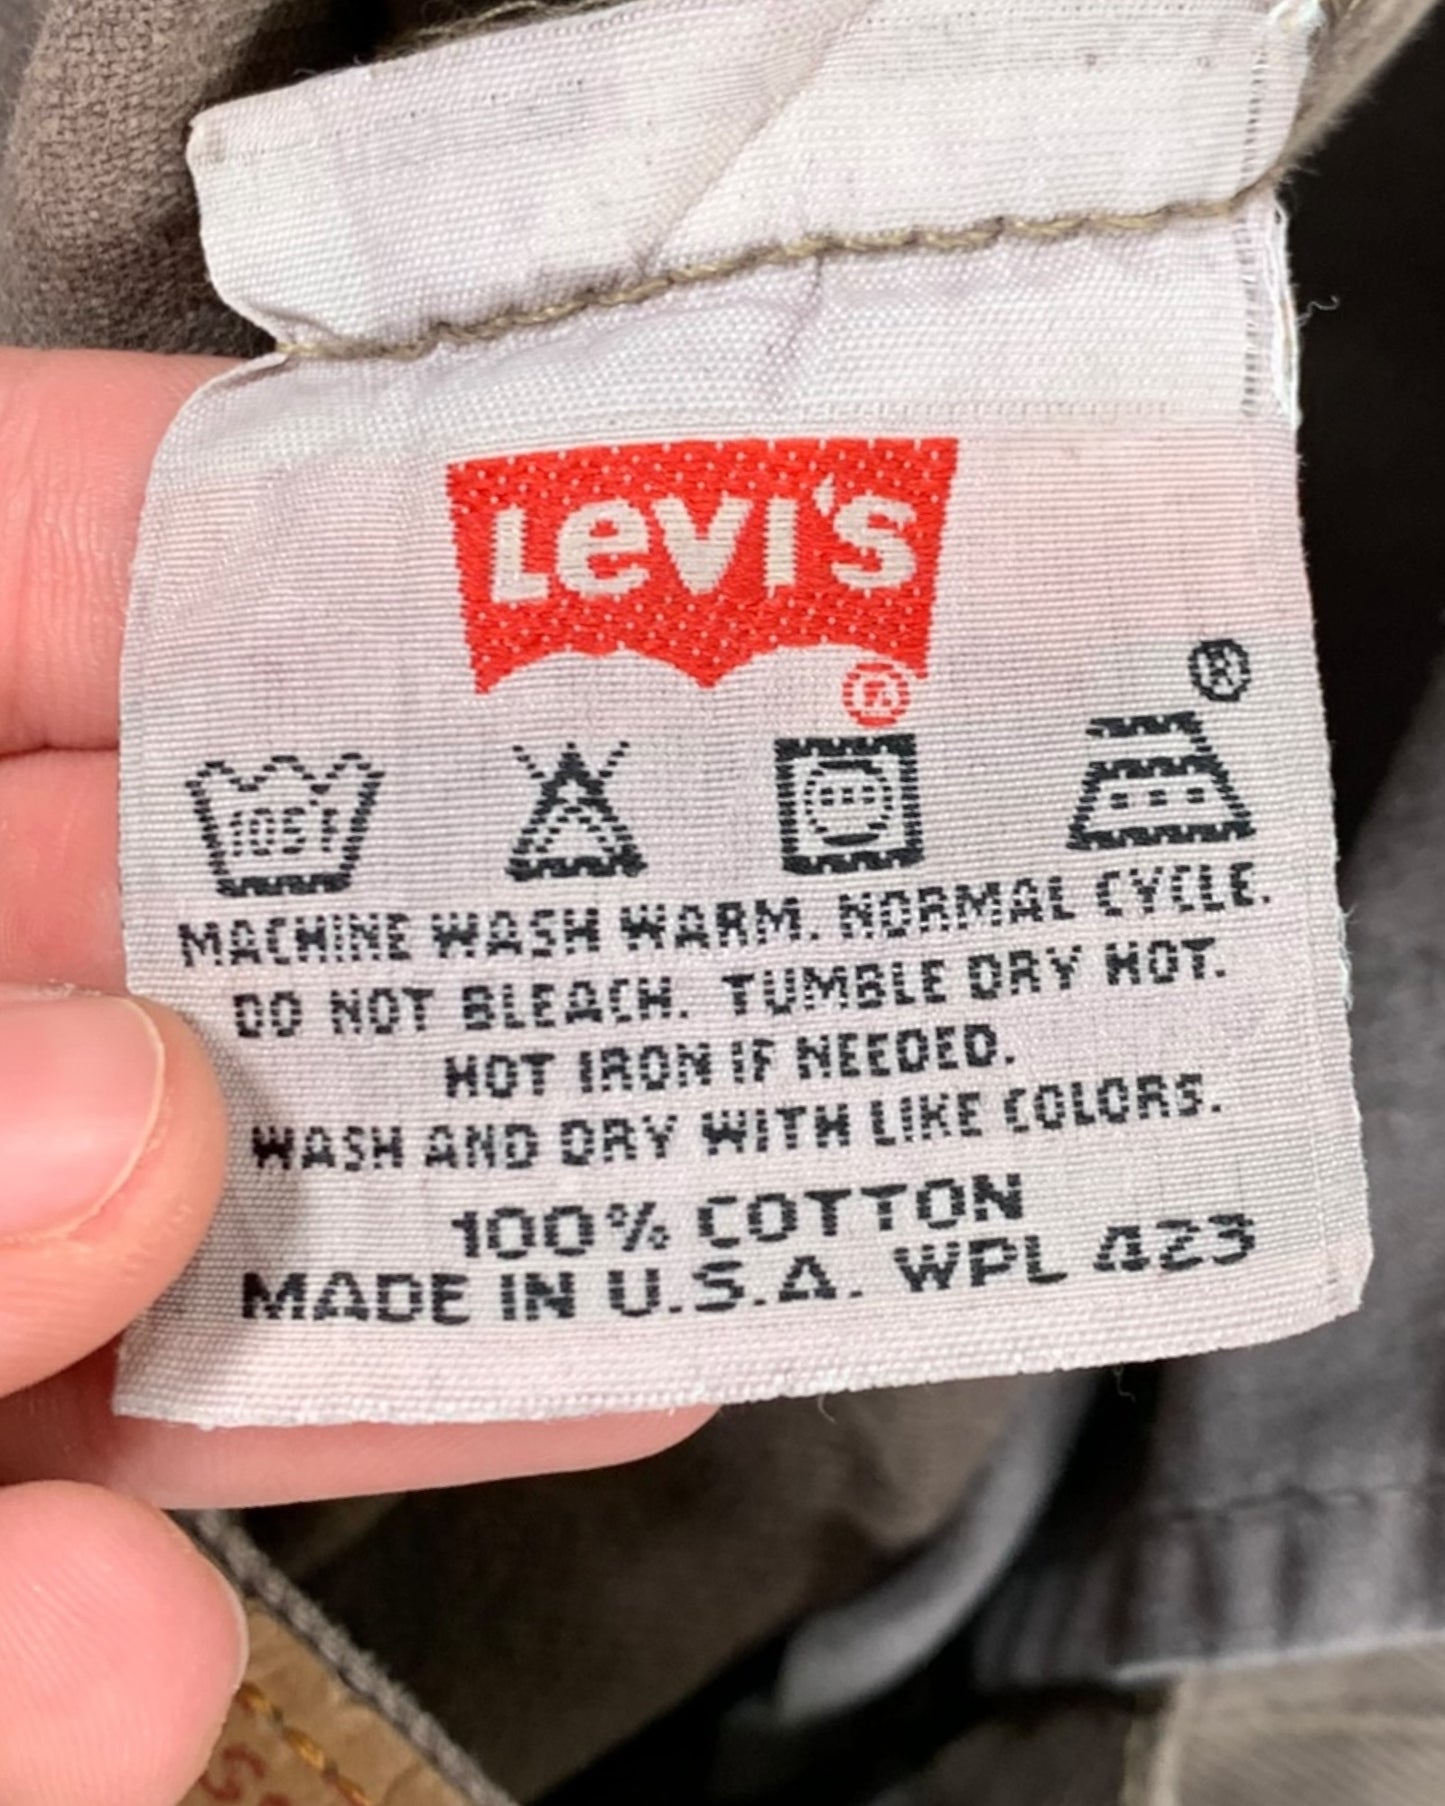 Levi's
®
®
105°F
MACHINE WASH WARM. NORMAL CYCLE.
DO NOT BLEACH. TUMBLE DRY HOT.
HOT IRON IF NEEDED.
WASH AND DRY WITH LIKE COLORS.
100% COTTON
MADE IN U.S.A. WPL 423